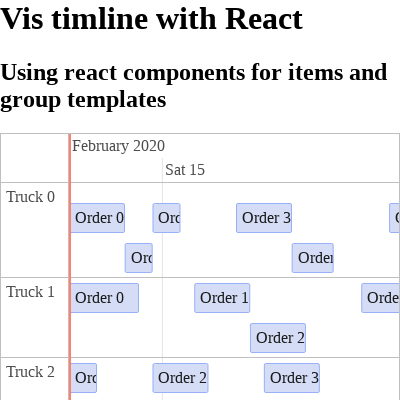 Vis timline with React
Using react components for items and
group templates
February 2020
Sat 15
Truck 0
Order 0
Order 3
Truck 1
Order 0
Order 1
Order 2
Truck 2
Order 2
Order 3